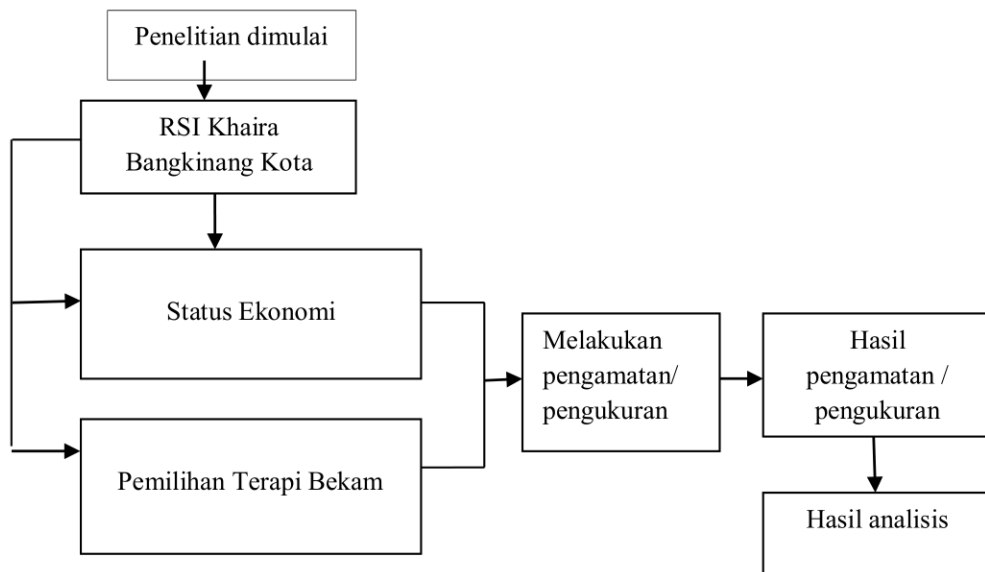 Penelitian dimulai
RSI Khaira
Bangkinang Kota
Status Ekonomi
Pemilihan Terapi Bekam
Melakukan
pengamatan/
pengukuran
Hasil
pengamatan /
pengukuran
Hasil analisis